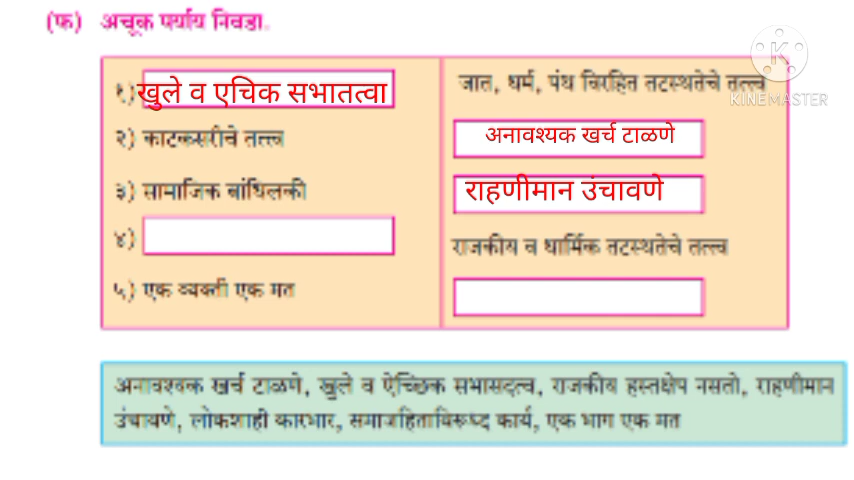 (फ) अचूक पर्याय निवडा.
१) खुले व एचिक सभातत्वा
जात, धर्म, पंथ विरहित तटस्थतेचे तत्त्व
KINEMASTER
२) काटकसरीचे तत्त्व
अनावश्यक खर्च टाळणे
३) सामाजिक बांधिलकी
राहणीमान उंचावणे
४)
राजकीय व धार्मिक तटस्थतेचे तत्त्व
५) एक व्यक्ती एक मत
अनावश्यक खर्च टाळणे, खुले व ऐच्छिक सभासदत्व, राजकीय हस्तक्षेप नसतो, राहणीमान
उंचावणे, लोकशाही कारभार, समाजहिताविरूध्द कार्य, एक भाग एक मत